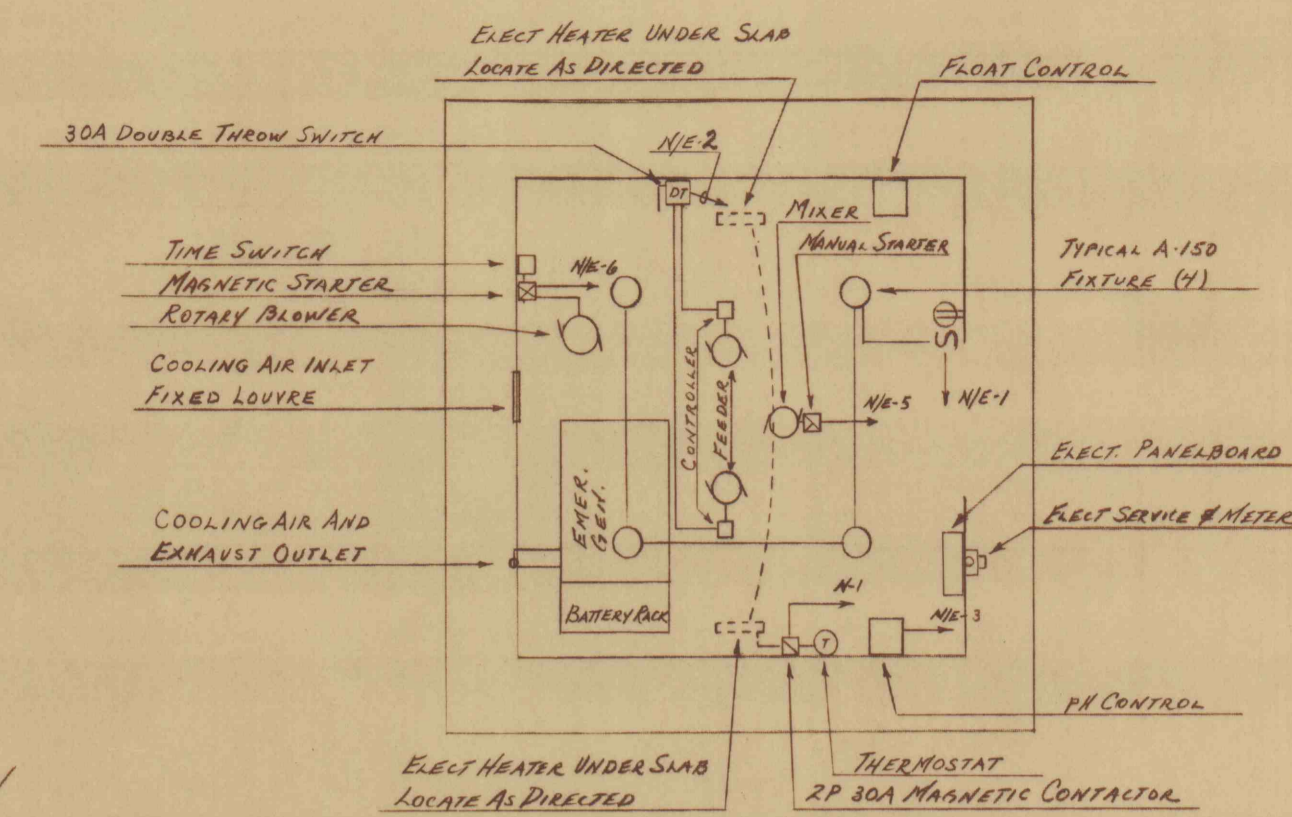 ELECT HEATER UNDER SLAB
LOCATE AS DIRECTED
FLOAT CONTROL
30A DOUBLE THROW SWITCH
N/E-2
DT
MIXER
MANUAL STARTER
TYPICAL A-150
FIXTURE (4)
TIME SWITCH
MAGNETIC STARTER
ROTARY BLOWER
N/E-6
COOLING AIR INLET
FIXED LOUVRE
CONTROLLER
FEEDER
N/E-5
S
N/E-1
ELECT. PANELBOARD
ELECT SERVICE & METER
COOLING AIR AND
EXHAUST OUTLET
EMER.
GEN.
BATTERY RACK
N-1
N/E-3
T
PH CONTROL
ELECT HEATER UNDER SLAB
LOCATE AS DIRECTED
THERMOSTAT
2P 30A MAGNETIC CONTACTOR